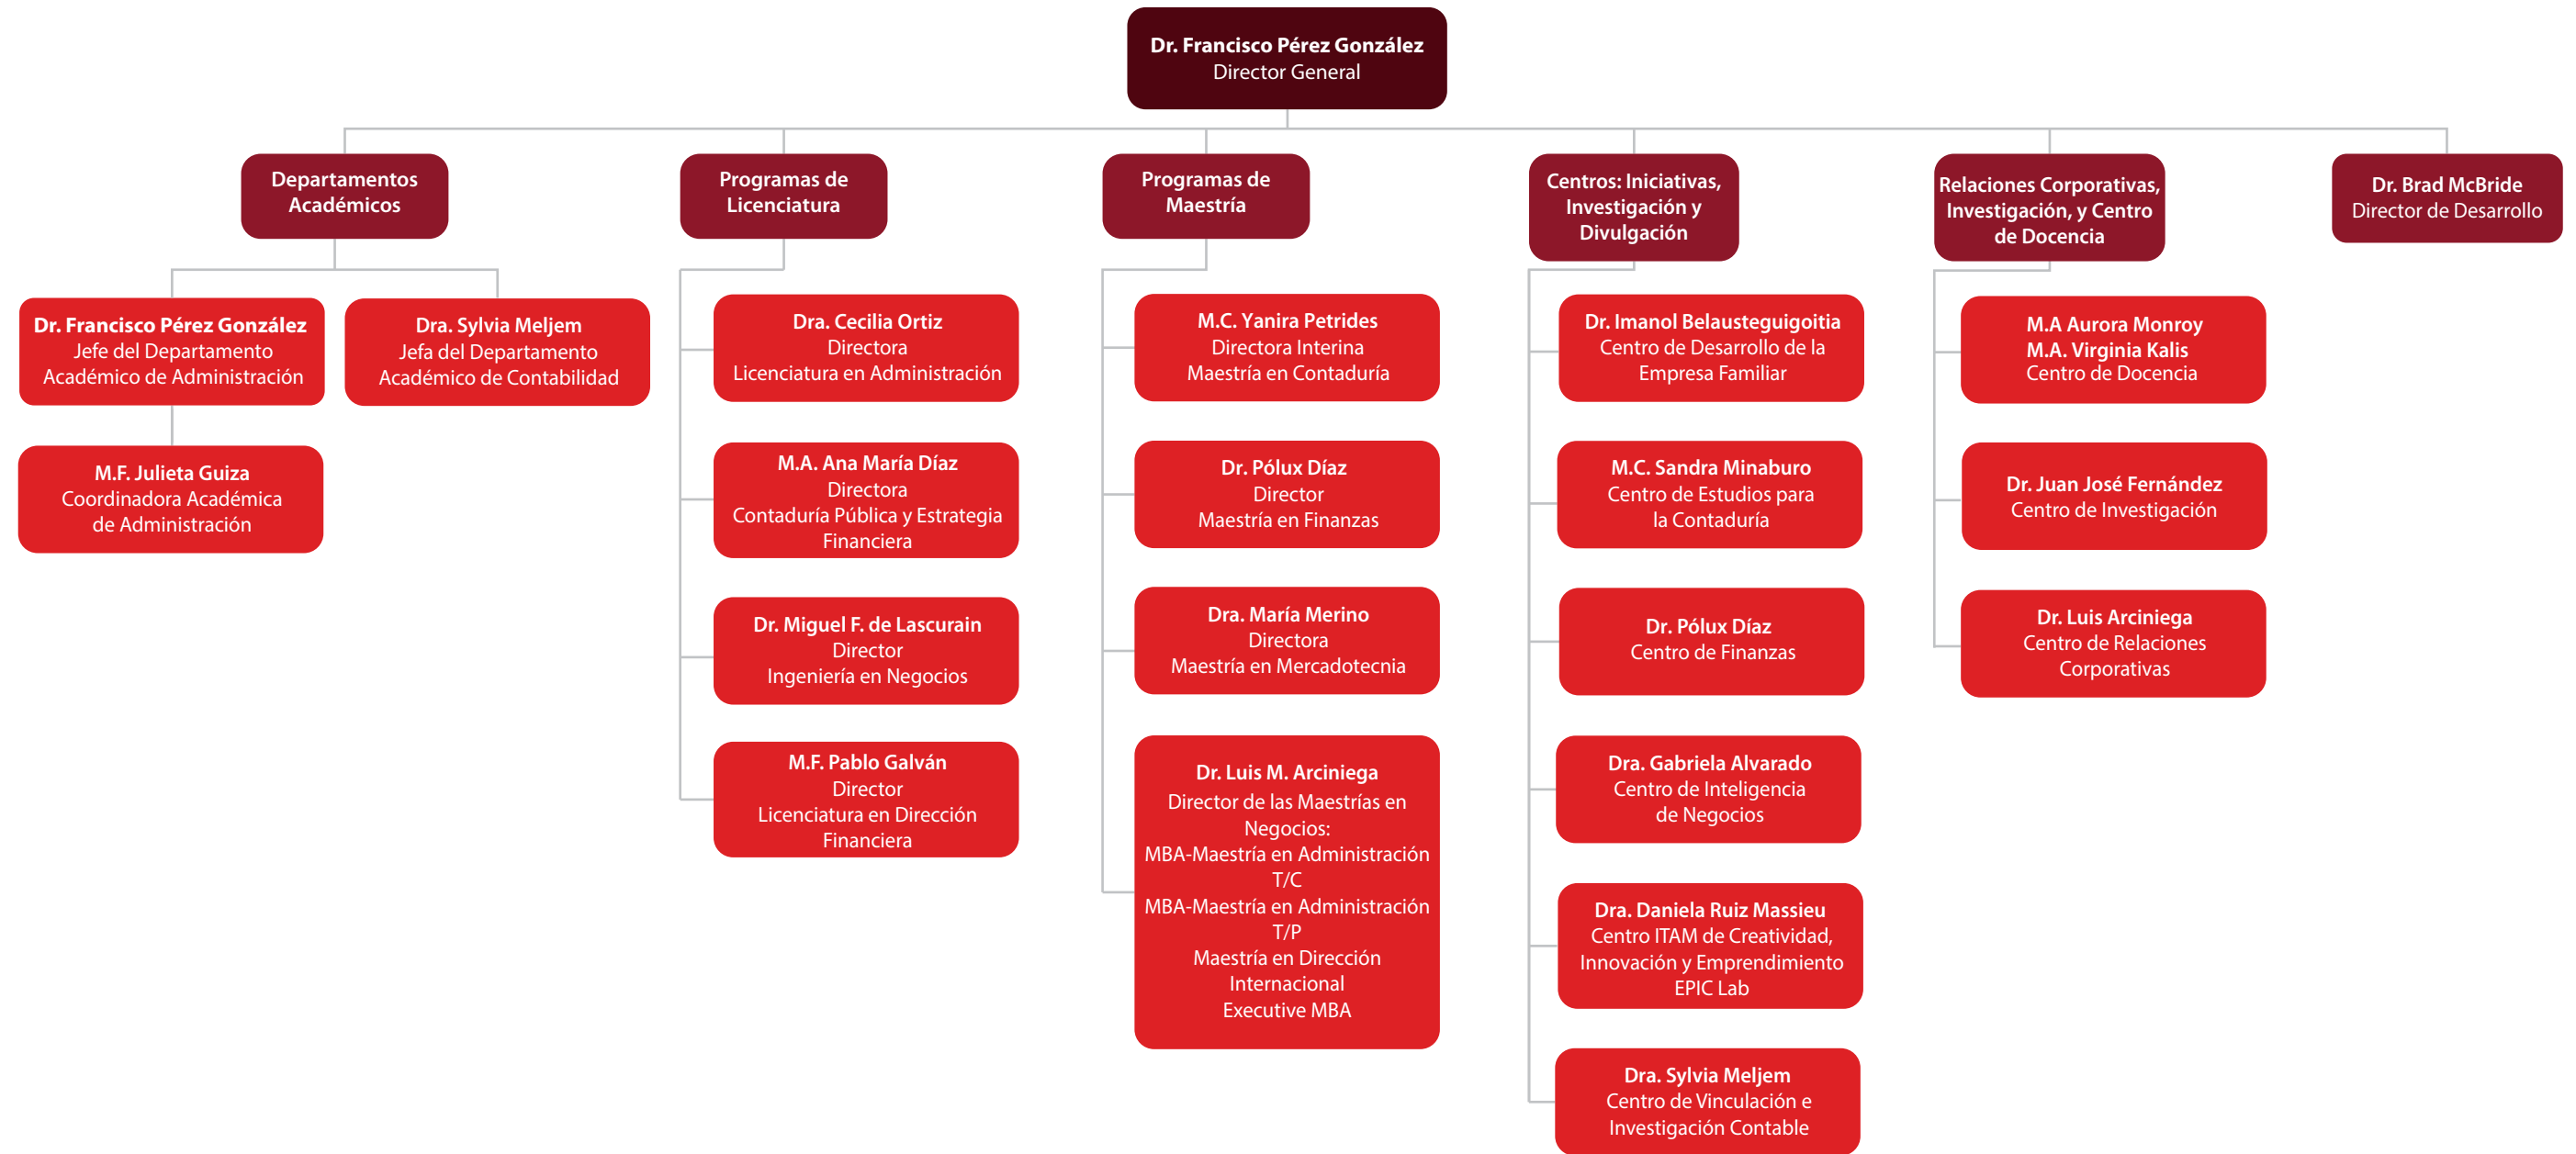 Dr. Francisco Pérez González
Director General
Departamentos
Académicos
Dr. Francisco Pérez González
Jefe del Departamento
Académico de Administración
M.F. Julieta Guiza
Coordinadora Académica
de Administración
Dra. Sylvia Meljem
Jefa del Departamento
Académico de Contabilidad
Programas de
Licenciatura
Dra. Cecilia Ortiz
Directora
Licenciatura en Administración
M.A. Ana María Díaz
Directora
Contaduría Pública y Estrategia
Financiera
Dr. Miguel F. de Lascurain
Director
Ingeniería en Negocios
M.F. Pablo Galván
Director
Licenciatura en Dirección
Financiera
Programas de
Maestría
M.C. Yanira Petrides
Directora Interina
Maestría en Contaduría
Dr. Pólux Díaz
Director
Maestría en Finanzas
Dra. María Merino
Directora
Maestría en Mercadotecnia
Dr. Luis M. Arciniega
Director de las Maestrías en
Negocios:
MBA-Maestría en Administración
T/C
MBA-Maestría en Administración
T/P
Maestría en Dirección
Internacional
Executive MBA
Centros: Iniciativas,
Investigación y
Divulgación
Dr. Imanol Belausteguigoitia
Centro de Desarrollo de la
Empresa Familiar
M.C. Sandra Minaburo
Centro de Estudios para
la Contaduría
Dr. Pólux Díaz
Centro de Finanzas
Dra. Gabriela Alvarado
Centro de Inteligencia
de Negocios
Dra. Daniela Ruiz Massieu
Centro ITAM de Creatividad,
Innovación y Emprendimiento
EPIC Lab
Dra. Sylvia Meljem
Centro de Vinculación e
Investigación Contable
Relaciones Corporativas,
Investigación, y Centro
de Docencia
M.A Aurora Monroy
M.A. Virginia Kalis
Centro de Docencia
Dr. Juan José Fernández
Centro de Investigación
Dr. Luis Arciniega
Centro de Relaciones
Corporativas
Dr. Brad McBride
Director de Desarrollo